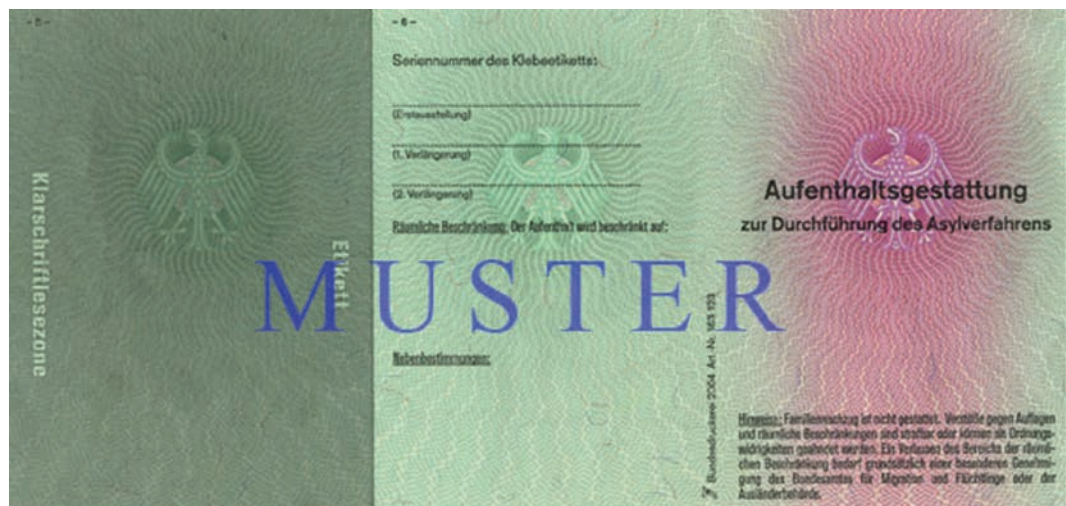 - 5 -
Klarschriftlesezone
Etikett
- 6 -
Seriennummer des Klebeetiketts:
(Erstausstellung)
(1. Verlängerung)
(2. Verlängerung)
Räumliche Beschränkung: Der Aufenthalt wird beschränkt auf:
MUSTER
Nebenbestimmungen:
Bundesdruckerei 2004 Art.-Nr.
Aufenthaltsgestattung
zur Durchführung des Asylverfahrens
Hinweise: Familiennachzug ist nicht gestattet. Verstöße gegen Auflagen
und räumliche Beschränkungen sind strafbar oder können als Ordnungs-
widrigkeiten geahndet werden. Ein Verlassen des Bereichs der räumli-
chen Beschränkung bedarf grundsätzlich einer besonderen Genehmi-
gung des Bundesamtes für Migration und Flüchtlinge oder der
Ausländerbehörde.